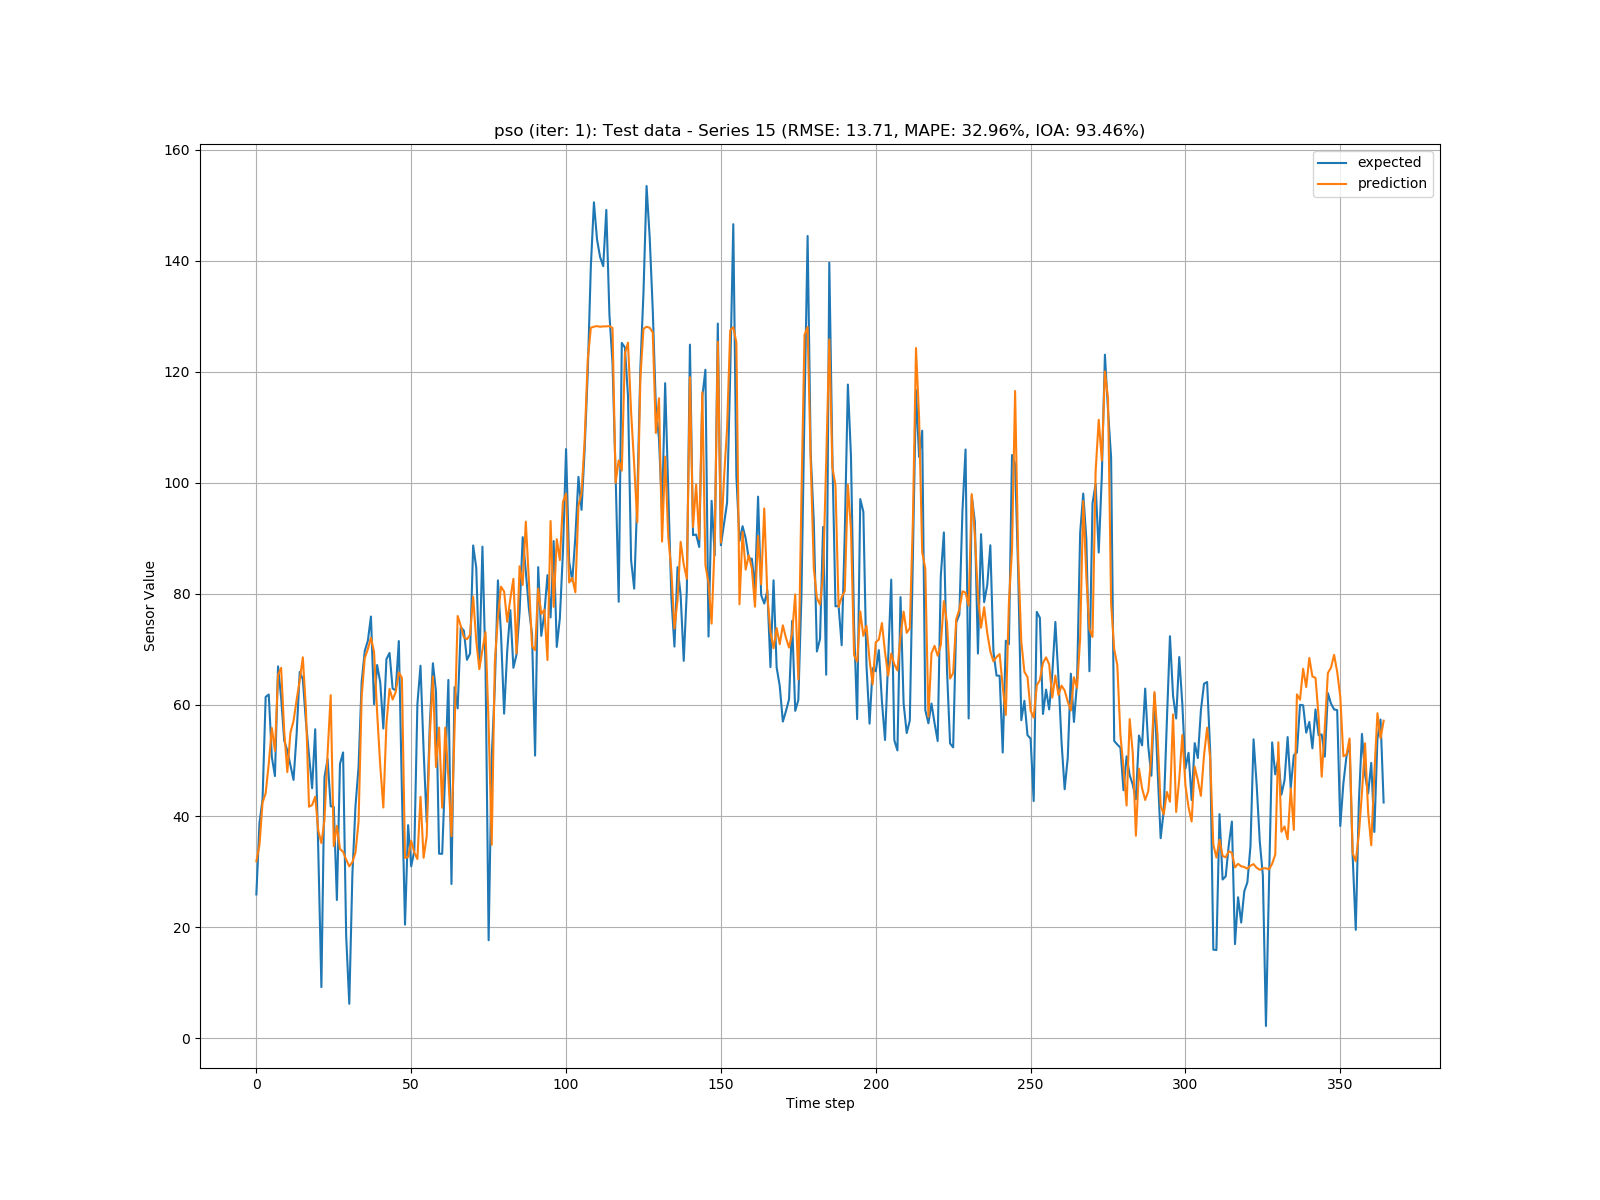 pso (iter: 1): Test data - Series 15 (RMSE: 13.71, MAPE: 32.96%, IOA: 93.46%)
expected
prediction
Sensor Value
160
140
120
100
80
60
40
20
0
0 50 100 150 200 250 300 350
Time step